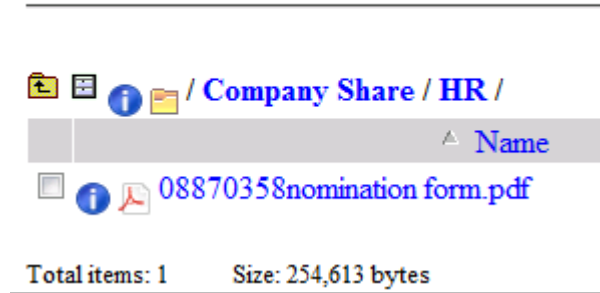 / Company Share / HR /
Name
08870358nomination form.pdf
Total items: 1 Size: 254,613 bytes